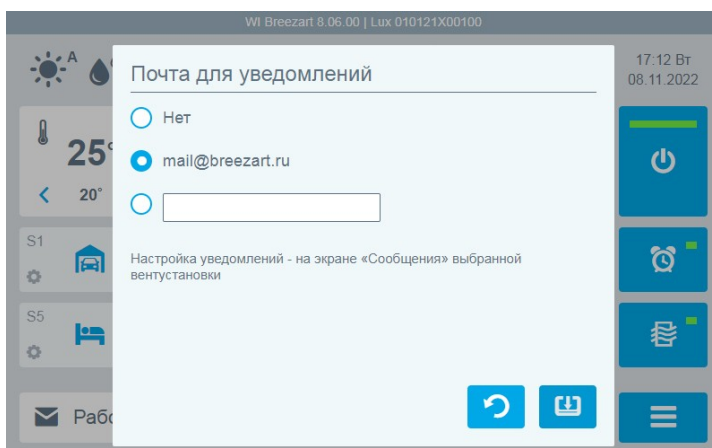 WI Breezart 8.06.00 | Lux 010121X00100
A
17:12 Вт
08.11.2022
Почта для уведомлений
Нет
25°
mail@breezart.ru
20°
S1
Настройка уведомлений - на экране «Сообщения» выбранной
вентустановки
S5